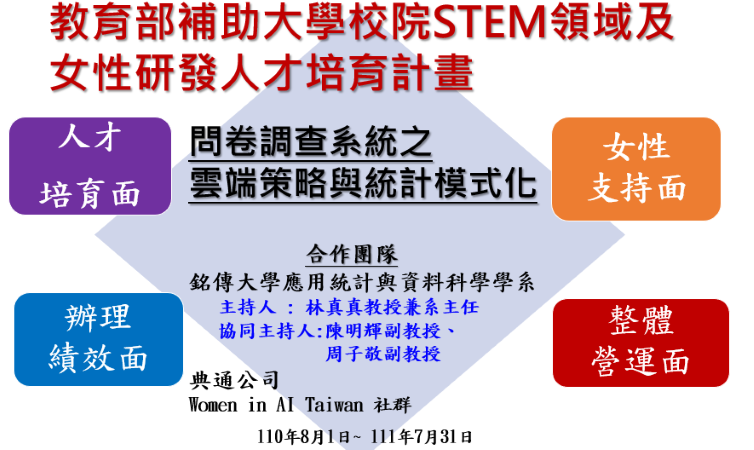 教育部補助大學校院STEM領域及
女性研發人才培育計畫
人才
培育面
問卷調查系統之
雲端策略與統計模式化
女性
支持面
合作團隊
銘傳大學應用統計與資料科學學系
主持人 : 林真真教授兼系主任
協同主持人:陳明輝副教授、
周子敬副教授
辦理
績效面
整體
營運面
典通公司
Women in AI Taiwan 社群
110年8月1日~ 111年7月31日